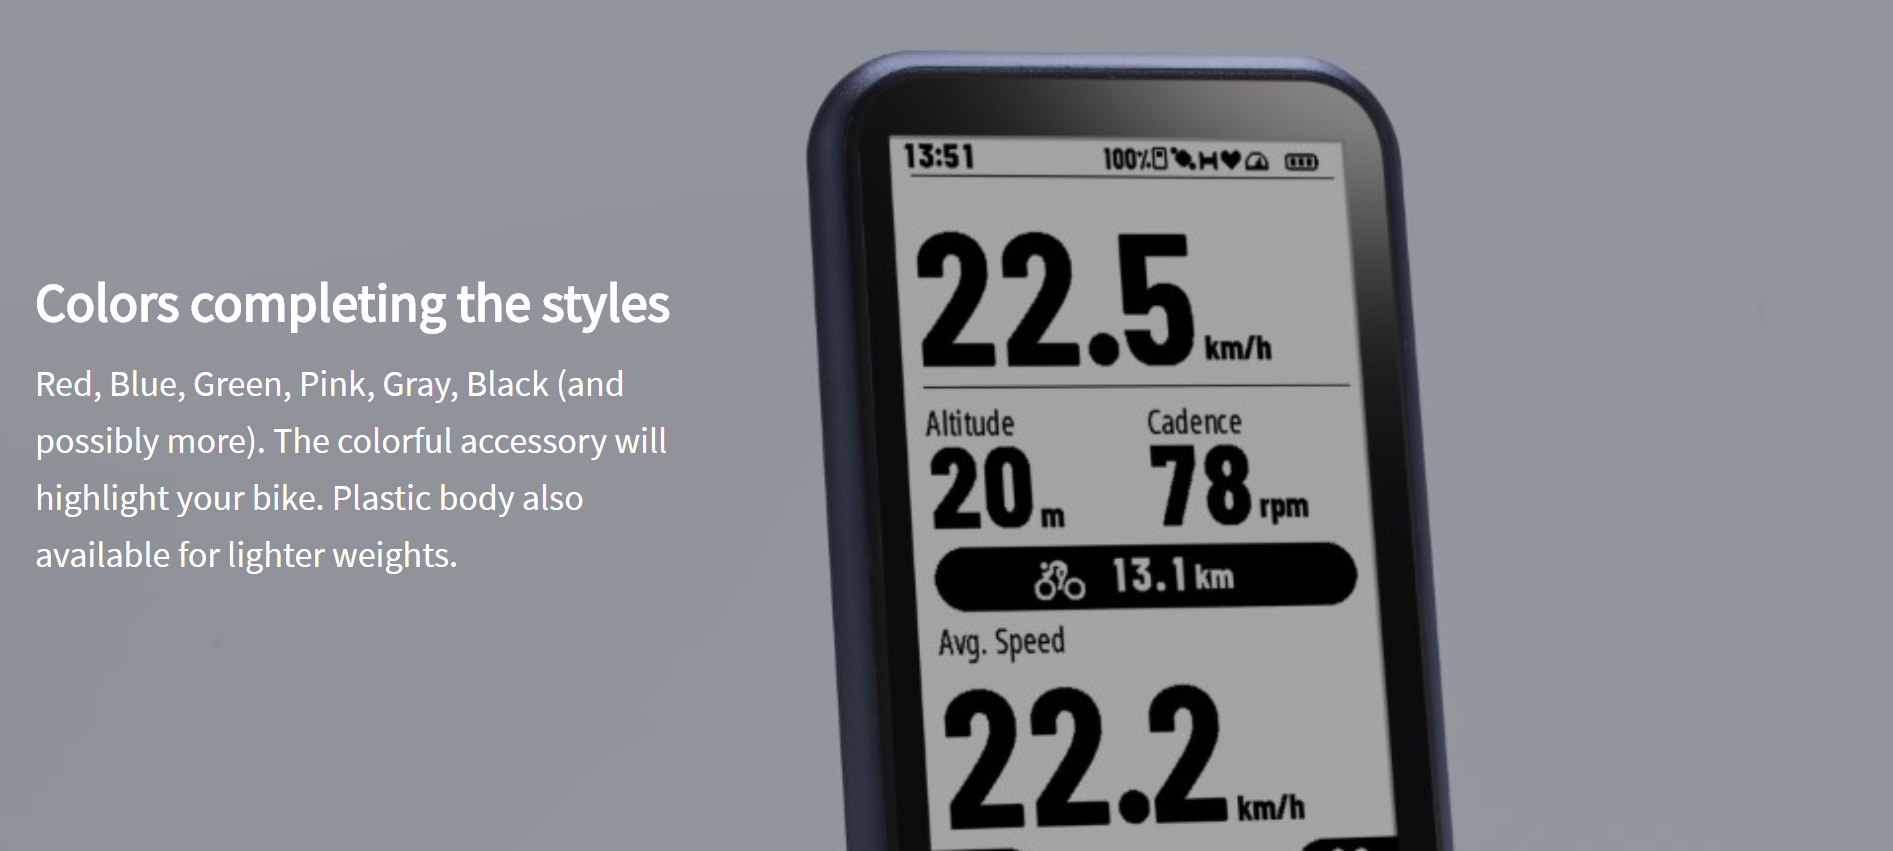 Colors completing the styles
Red, Blue, Green, Pink, Gray, Black (and
possibly more). The colorful accessory will
highlight your bike. Plastic body also
available for lighter weights.
13:51
100%
22.5 km/h
Altitude Cadence
20 m 78 rpm
13.1 km
Avg. Speed
22.2 km/h